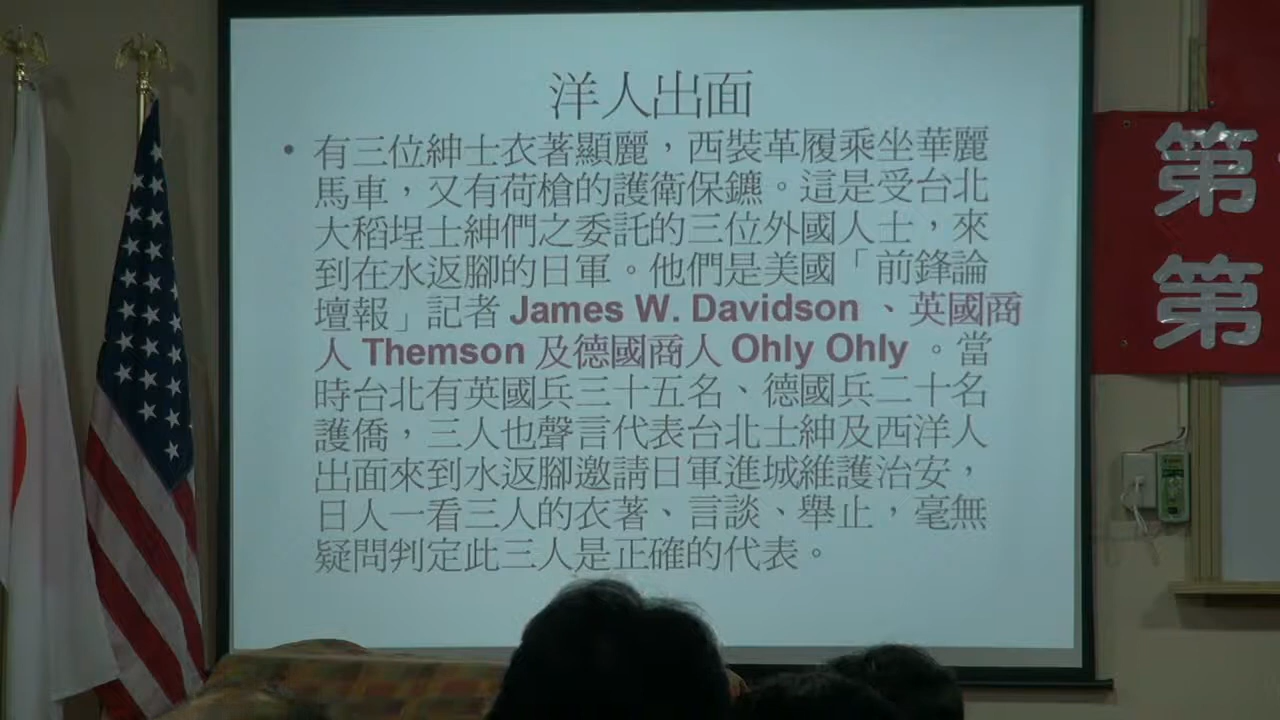 洋人出面
• 有三位紳士衣著顯麗，西裝革履乘坐華麗
馬車，又有荷槍的護衛保鑣。這是受台北
大稻埕士紳們之委託的三位外國人士，來
到在水返腳的日軍。他們是美國「前鋒論
壇報」記者 James W. Davidson 、英國商
人 Themson 及德國商人 Ohly Ohly 。當
時台北有英國兵三十五名、德國兵二十名
護僑，三人也聲言代表台北士紳及西洋人
出面來到水返腳邀請日軍進城維護治安，
日人一看三人的衣著、言談、舉止，毫無
疑問判定此三人是正確的代表。
第
第